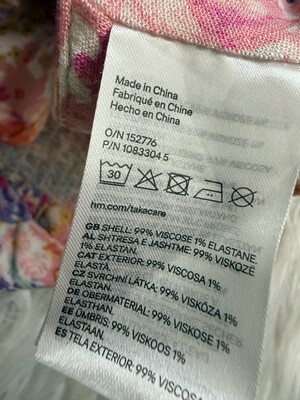 Made in China
Fabriqué en Chine
Hecho en China
O/N 152776
P/N 1083304 5
30
hm.com/takecare
GB SHELL: 99% VISCOSE 1% ELASTANE
AL SHTRESA E JASHTME: 99% VISKOZË
1% ELASTAN.
CAT EXTERIOR: 99% VISCOSA 1%
ELASTÀ.
CZ SVRCHNÍ LÁTKA: 99% VISKÓZA 1%
ELASTAN.
DE OBERMATERIAL: 99% VISKOSE 1%
ELASTHAN.
EE ÜMBRIS: 99% VISKOOS 1%
ELASTAAN.
ES TELA EXTERIOR: 99% VISCOSA